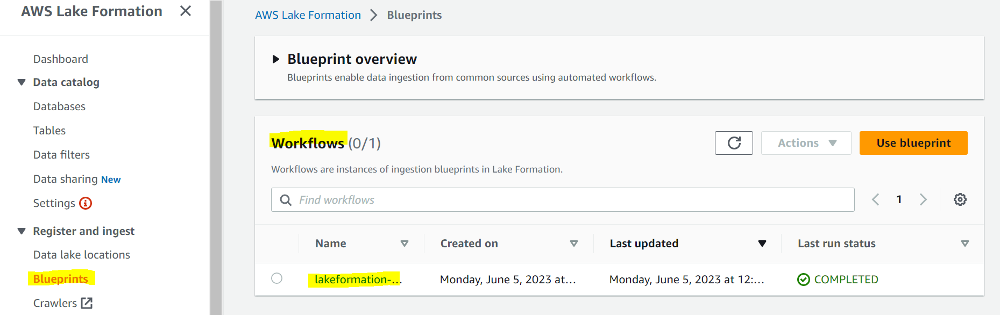 AWS Lake Formation
Dashboard
Data catalog
Databases
Tables
Data filters
Data sharing New
Settings
Register and ingest
Data lake locations
Blueprints
Crawlers
AWS Lake Formation > Blueprints
Blueprint overview
Blueprints enable data ingestion from common sources using automated workflows.
Workflows (0/1)
Actions
Use blueprint
Workflows are instances of ingestion blueprints in Lake Formation.
Find workflows
1
Name Created on Last updated Last run status
lakeformation-... Monday, June 5, 2023 at... Monday, June 5, 2023 at 12:... COMPLETED